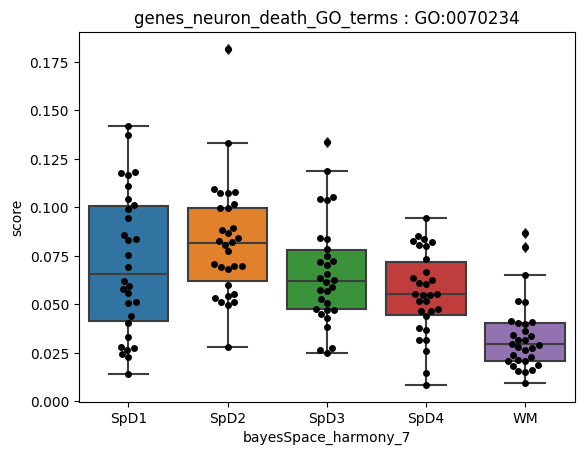 genes_neuron_death_GO_terms : GO:0070234
0.175
0.150
0.125
0.100
0.075
0.050
0.025
0.000
score
SpD1 SpD2 SpD3 SpD4 WM
bayesSpace_harmony_7